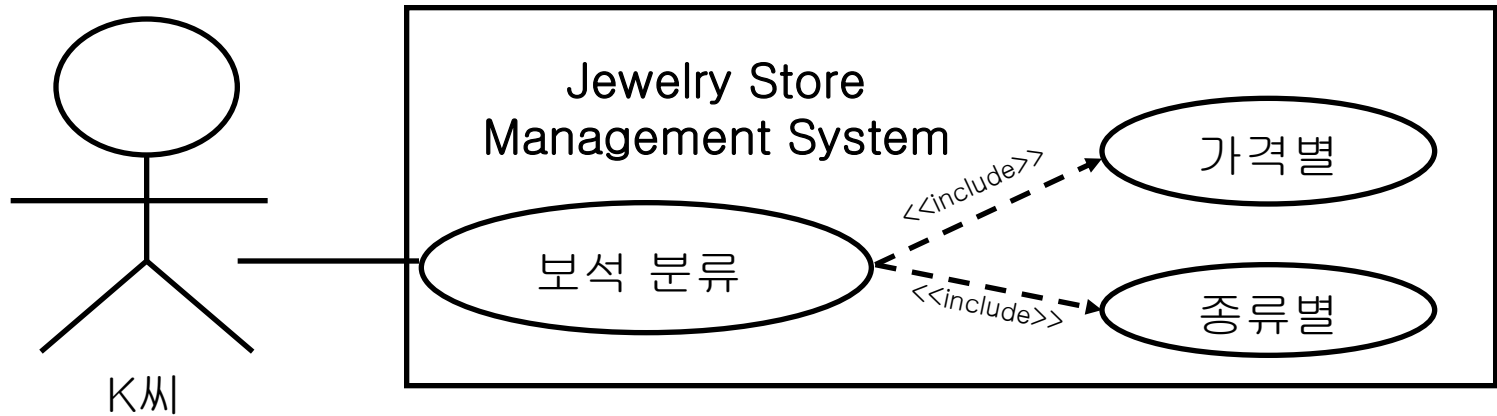 Jewelry Store
Management System
<<include>>
가격별
보석 분류
<<include>>
종류별
K씨